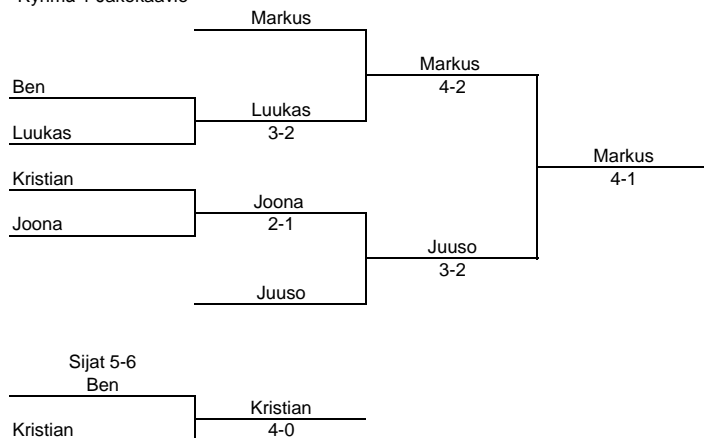 Markus
Markus
Ben
4-2
Luukas
Luukas
3-2
Markus
Kristian
4-1
Joona
Joona
2-1
Juuso
3-2
Juuso
Sijat 5-6
Ben
Kristian
Kristian
4-0